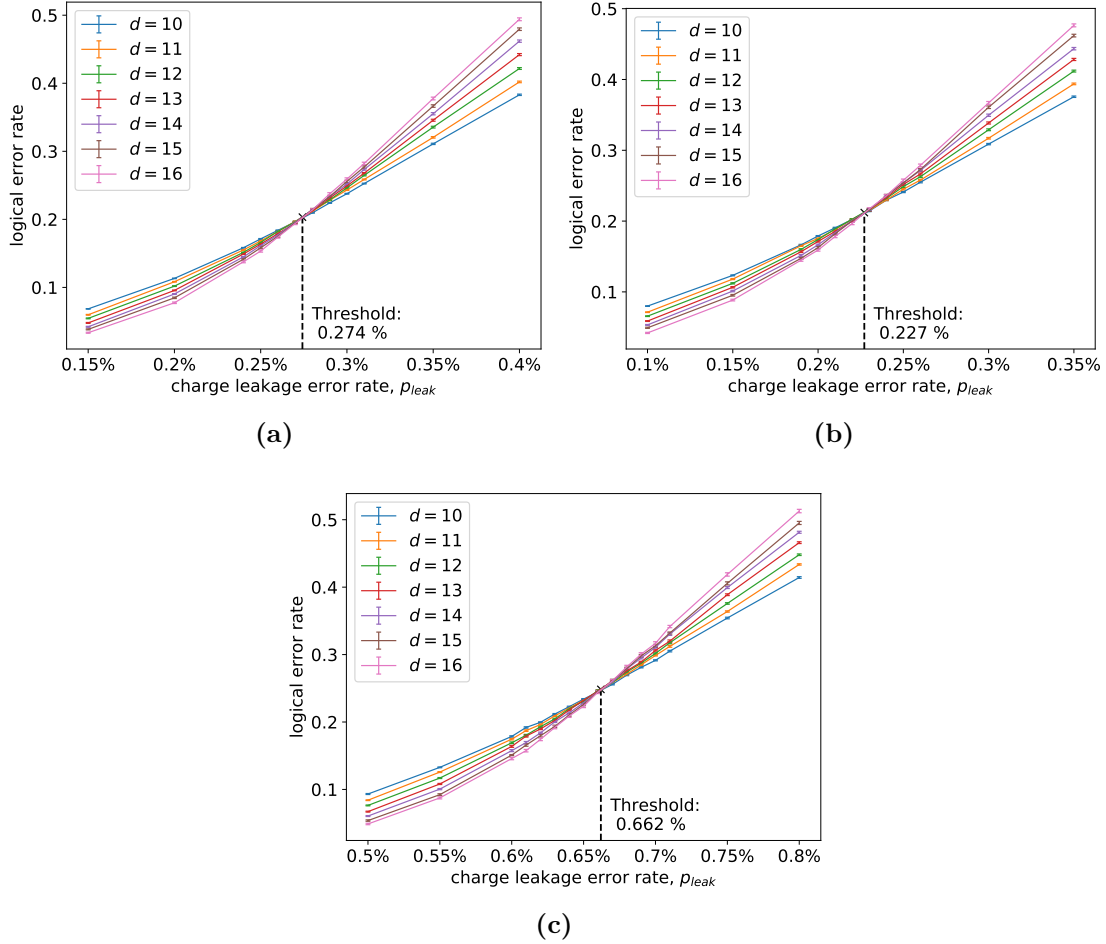 0.5
0.4
0.3
0.2
0.1
logical error rate
d = 10
d = 11
d = 12
d = 13
d = 14
d = 15
d = 16
Threshold:
0.274 %
0.15% 0.2% 0.25% 0.3% 0.35% 0.4%
charge leakage error rate, p_leak
(a)
0.5
0.4
0.3
0.2
0.1
logical error rate
d = 10
d = 11
d = 12
d = 13
d = 14
d = 15
d = 16
Threshold:
0.227 %
0.1% 0.15% 0.2% 0.25% 0.3% 0.35%
charge leakage error rate, p_leak
(b)
0.5
0.4
0.3
0.2
0.1
logical error rate
d = 10
d = 11
d = 12
d = 13
d = 14
d = 15
d = 16
Threshold:
0.662 %
0.5% 0.55% 0.6% 0.65% 0.7% 0.75% 0.8%
charge leakage error rate, p_leak
(c)